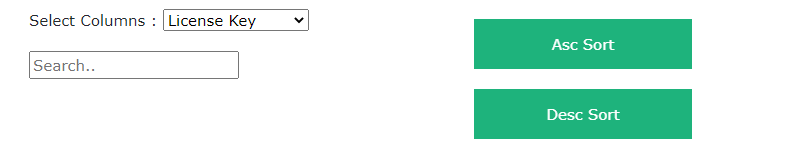 Select Columns : License Key
Search..
Asc Sort
Desc Sort